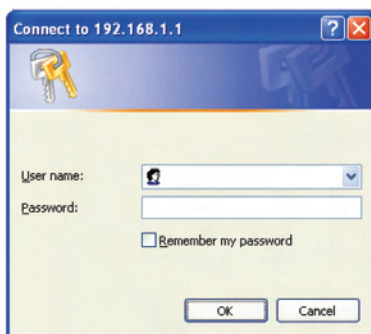 Connect to 192.168.1.1
User name:
Password:
Remember my password
OK
Cancel